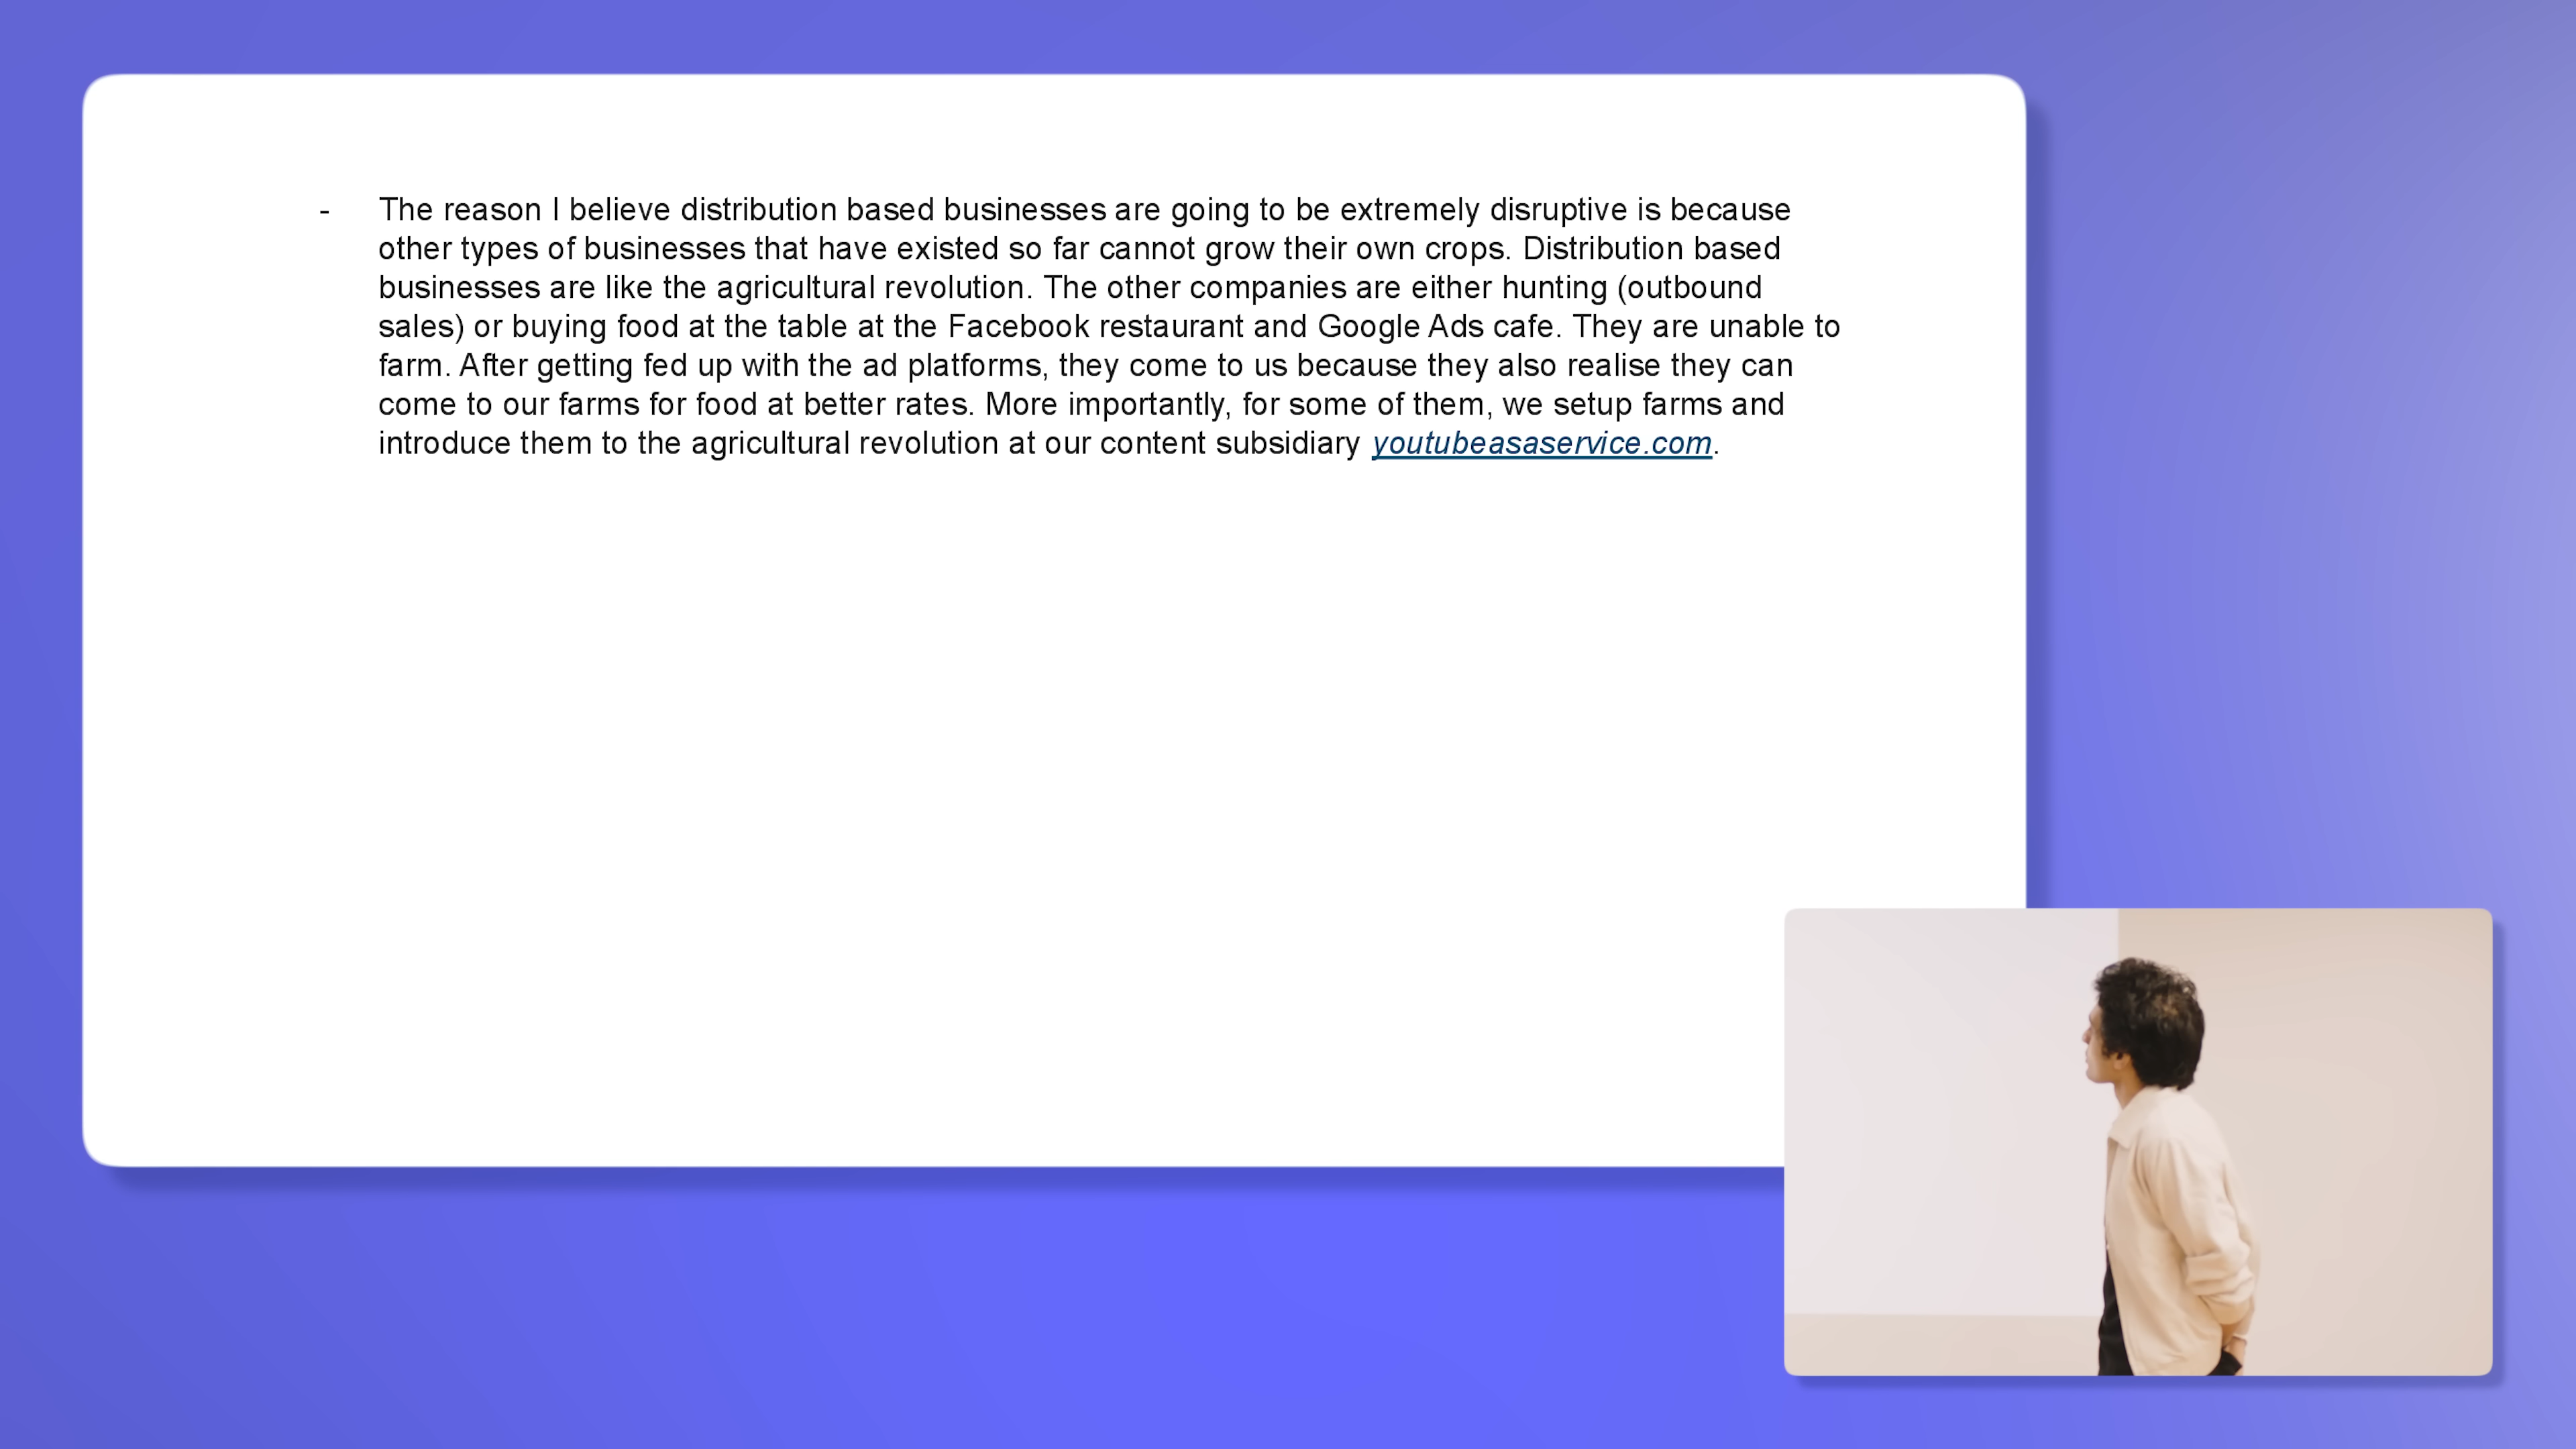 - The reason I believe distribution based businesses are going to be extremely disruptive is because
other types of businesses that have existed so far cannot grow their own crops. Distribution based
businesses are like the agricultural revolution. The other companies are either hunting (outbound
sales) or buying food at the table at the Facebook restaurant and Google Ads cafe. They are unable to
farm. After getting fed up with the ad platforms, they come to us because they also realise they can
come to our farms for food at better rates. More importantly, for some of them, we setup farms and
introduce them to the agricultural revolution at our content subsidiary youtubeasaservice.com.